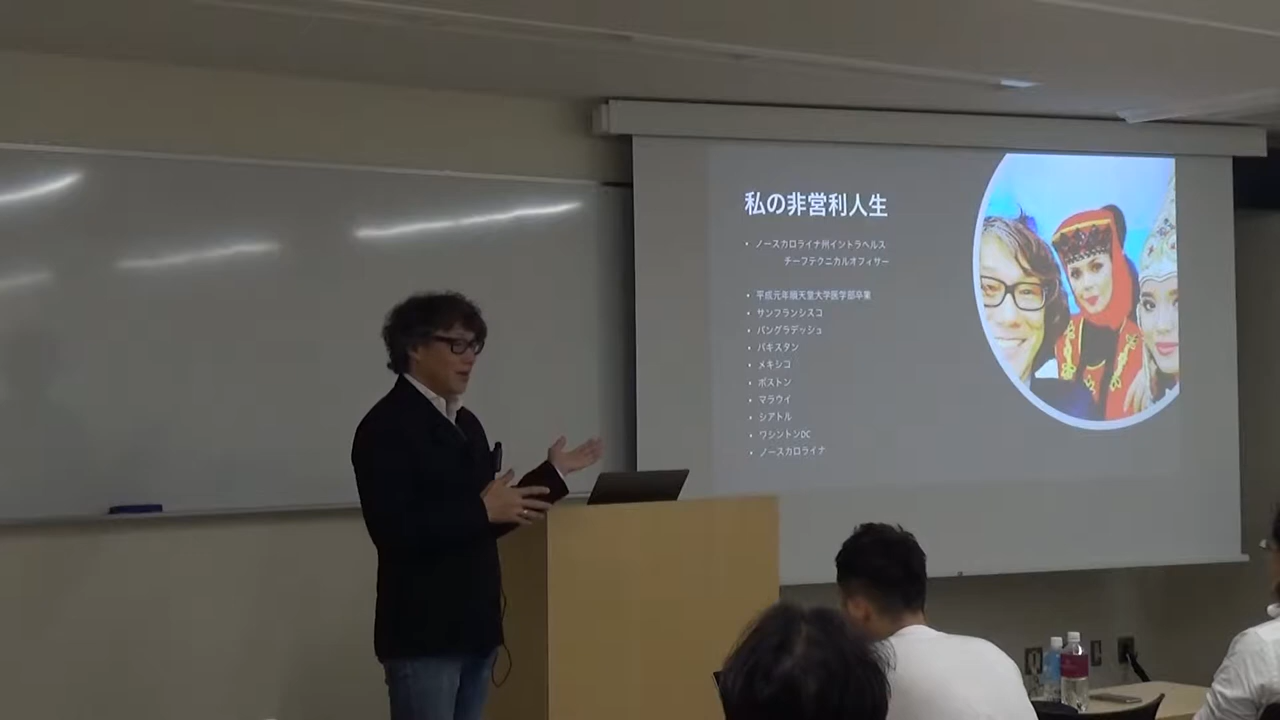 私の非営利人生
• ノースカロライナ州イントラヘルス
チーフテクニカルオフィサー
• 平成元年順天堂大学医学部卒業
• サンフランシスコ
• バングラデッシュ
• パキスタン
• メキシコ
• ボストン
• マラウイ
• シアトル
• ワシントンDC
• ノースカロライナ